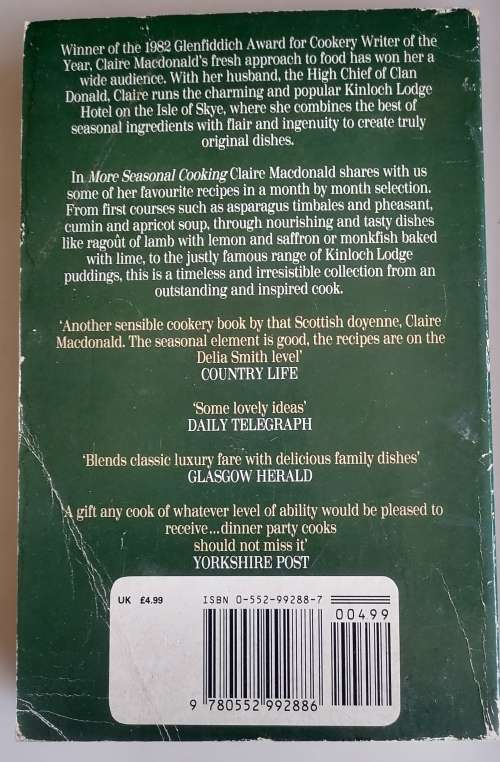 Winner of the 1982 Glenfiddich Award for Cookery Writer of the
Year, Claire Macdonald's fresh approach to food has won her a
wide audience. With her husband, the High Chief of Clan
Donald, Claire runs the charming and popular Kinloch Lodge
Hotel on the Isle of Skye, where she combines the best of
seasonal ingredients with flair and ingenuity to create truly
original dishes.
In More Seasonal Cooking Claire Macdonald shares with us
some of her favourite recipes in a month by month selection.
From first courses such as asparagus timbales and pheasant,
cumin and apricot soup, through nourishing and tasty dishes
like ragoût of lamb with lemon and saffron or monkfish baked
with lime, to the justly famous range of Kinloch Lodge
puddings, this is a timeless and irresistible collection from an
outstanding and inspired cook.
'Another sensible cookery book by that Scottish doyenne, Claire
Macdonald. The seasonal element is good, the recipes are on the
Delia Smith level'
COUNTRY LIFE
'Some lovely ideas'
DAILY TELEGRAPH
'Blends classic luxury fare with delicious family dishes'
GLASGOW HERALD
'A gift any cook of whatever level of ability would be pleased to
receive...dinner party cooks
should not miss it'
YORKSHIRE POST
UK £4.99
ISBN 0-552-99288-7
00499
9 780552 992886